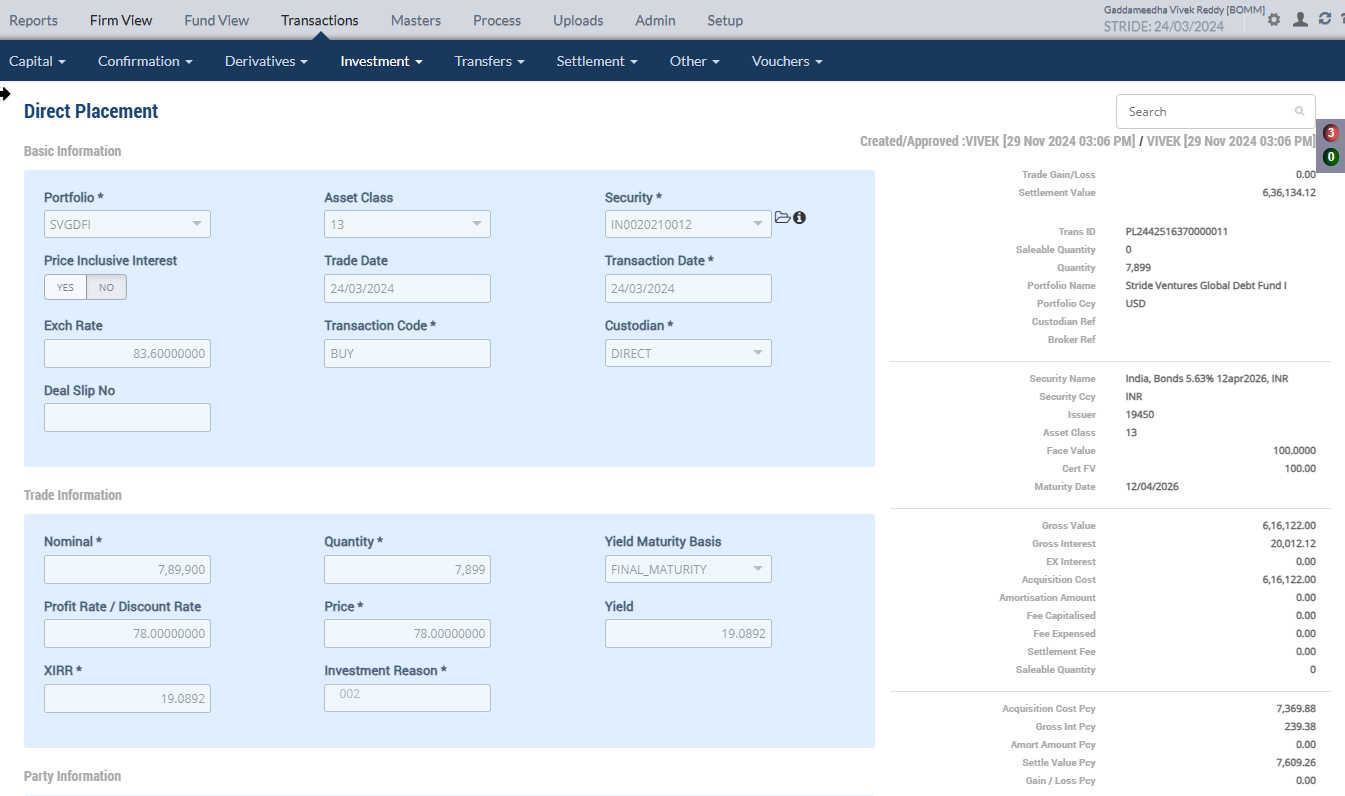 Reports Firm View Fund View Transactions Masters Process Uploads Admin Setup
Gaddameedha Vivek Reddy [BOMM]
STRIDE: 24/03/2024
Capital Confirmation Derivatives Investment Transfers Settlement Other Vouchers
Direct Placement
Search
3
0
Created/Approved :VIVEK [29 Nov 2024 03:06 PM] / VIVEK [29 Nov 2024 03:06 PM]
Basic Information
Portfolio * Asset Class Security *
SVGDFI 13 IN0020210012
Price Inclusive Interest Trade Date Transaction Date *
YES NO 24/03/2024 24/03/2024
Exch Rate Transaction Code * Custodian *
83.60000000 BUY DIRECT
Deal Slip No
Trade Information
Nominal * Quantity * Yield Maturity Basis
7,89,900 7,899 FINAL_MATURITY
Profit Rate / Discount Rate Price * Yield
78.00000000 78.00000000 19.0892
XIRR * Investment Reason *
19.0892 002
Party Information
Trade Gain/Loss 0.00
Settlement Value 6,36,134.12
Trans ID PL2442516370000011
Saleable Quantity 0
Quantity 7,899
Portfolio Name Stride Ventures Global Debt Fund I
Portfolio Ccy USD
Custodian Ref
Broker Ref
Security Name India, Bonds 5.63% 12apr2026, INR
Security Ccy INR
Issuer 19450
Asset Class 13
Face Value 100.0000
Cert FV 100.00
Maturity Date 12/04/2026
Gross Value 6,16,122.00
Gross Interest 20,012.12
EX Interest 0.00
Acquisition Cost 6,16,122.00
Amortisation Amount 0.00
Fee Capitalised 0.00
Fee Expensed 0.00
Settlement Fee 0.00
Saleable Quantity 0
Acquisition Cost Pcy 7,369.88
Gross Int Pcy 239.38
Amort Amount Pcy 0.00
Settle Value Pcy 7,609.26
Gain / Loss Pcy 0.00